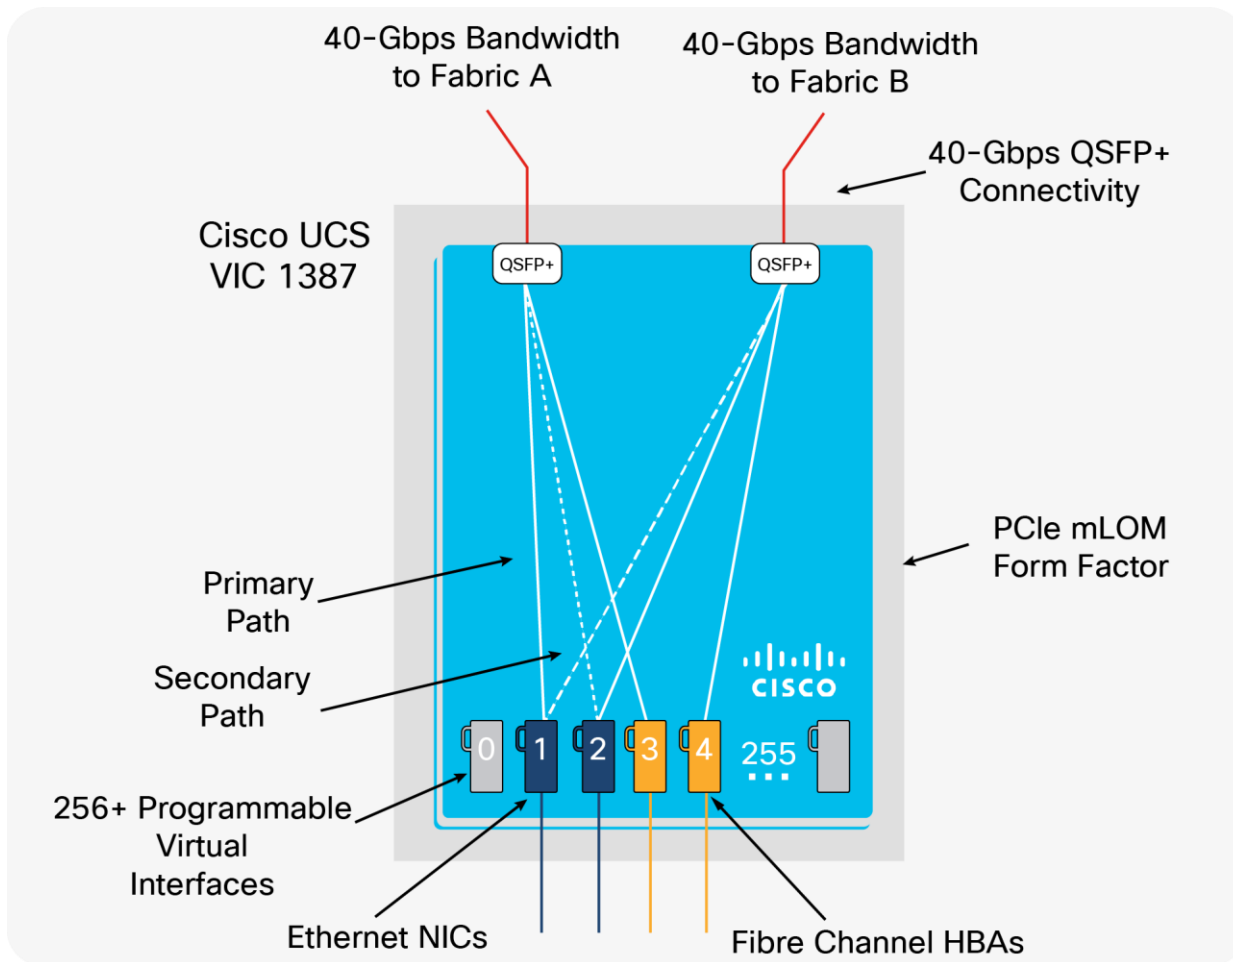 40-Gbps Bandwidth
to Fabric A
40-Gbps Bandwidth
to Fabric B
40-Gbps QSFP+
Connectivity
Cisco UCS
VIC 1387
QSFP+
QSFP+
PCIe mLOM
Form Factor
Primary
Path
Secondary
Path
CISCO
0
1
2
3
4
255
256+ Programmable
Virtual
Interfaces
Ethernet NICs
Fibre Channel HBAs